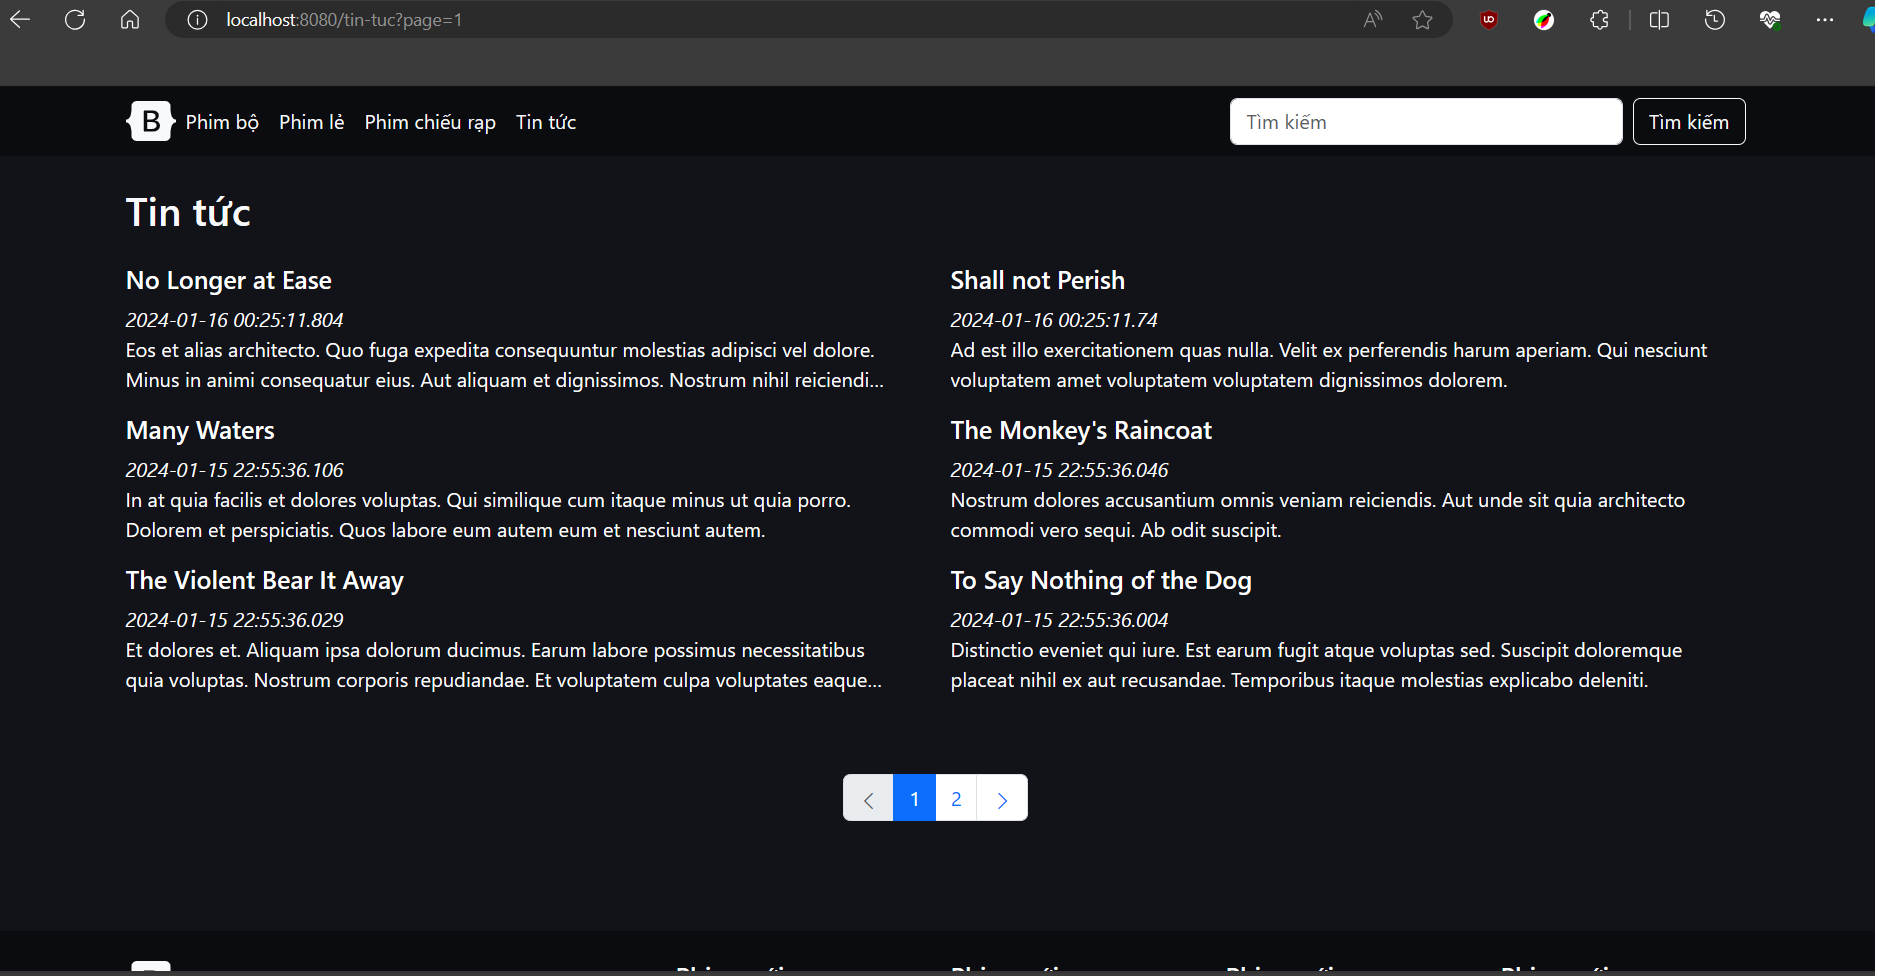 localhost:8080/tin-tuc?page=1
B Phim bộ Phim lẻ Phim chiếu rạp Tin tức Tìm kiếm Tìm kiếm
Tin tức
No Longer at Ease
2024-01-16 00:25:11.804
Eos et alias architecto. Quo fuga expedita consequuntur molestias adipisci vel dolore.
Minus in animi consequatur eius. Aut aliquam et dignissimos. Nostrum nihil reiciendi...
Shall not Perish
2024-01-16 00:25:11.74
Ad est illo exercitationem quas nulla. Velit ex perferendis harum aperiam. Qui nesciunt
voluptatem amet voluptatem voluptatem dignissimos dolorem.
Many Waters
2024-01-15 22:55:36.106
In at quia facilis et dolores voluptas. Qui similique cum itaque minus ut quia porro.
Dolorem et perspiciatis. Quos labore eum autem eum et nesciunt autem.
The Monkey's Raincoat
2024-01-15 22:55:36.046
Nostrum dolores accusantium omnis veniam reiciendis. Aut unde sit quia architecto
commodi vero sequi. Ab odit suscipit.
The Violent Bear It Away
2024-01-15 22:55:36.029
Et dolores et. Aliquam ipsa dolorum ducimus. Earum labore possimus necessitatibus
quia voluptas. Nostrum corporis repudiandae. Et voluptatem culpa voluptates eaque...
To Say Nothing of the Dog
2024-01-15 22:55:36.004
Distinctio eveniet qui iure. Est earum fugit atque voluptas sed. Suscipit doloremque
placeat nihil ex aut recusandae. Temporibus itaque molestias explicabo deleniti.
1 2